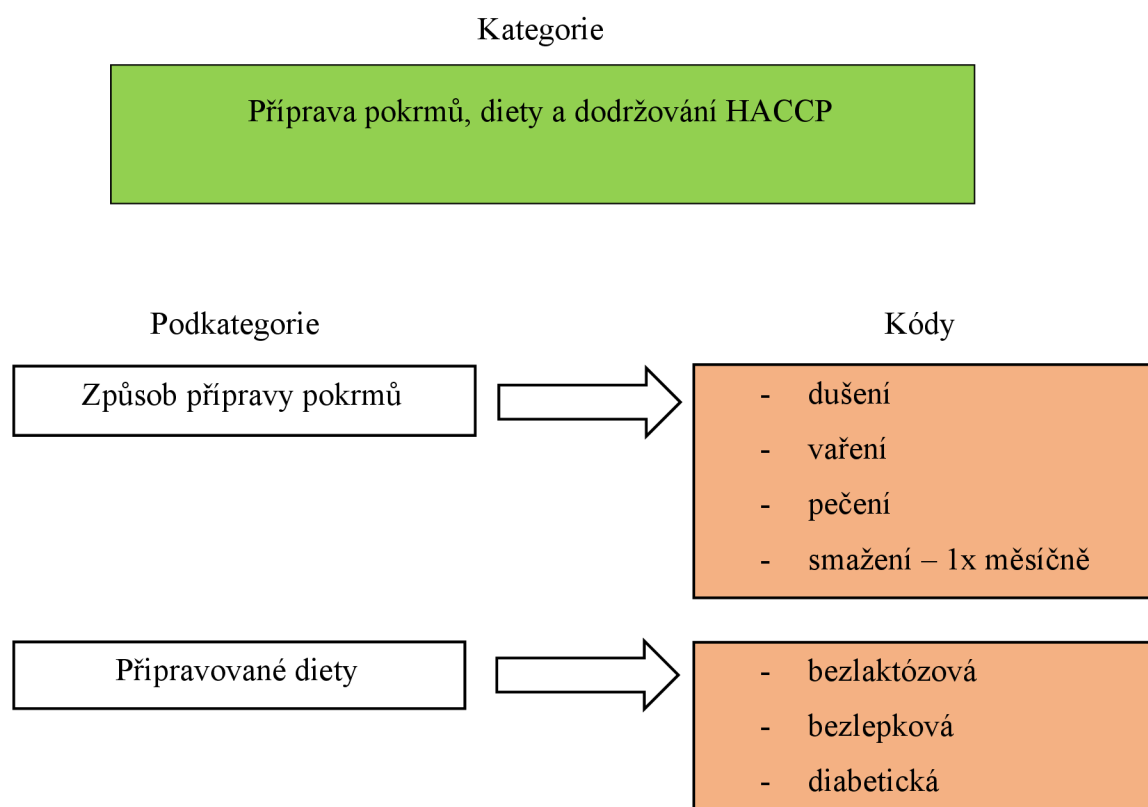 Kategorie
Příprava pokrmů, diety a dodržování HACCP
Podkategorie
Kódy
Způsob přípravy pokrmů
- dušení
- vaření
- pečení
- smažení – 1x měsíčně
Připravované diety
- bezlaktózová
- bezlepková
- diabetická